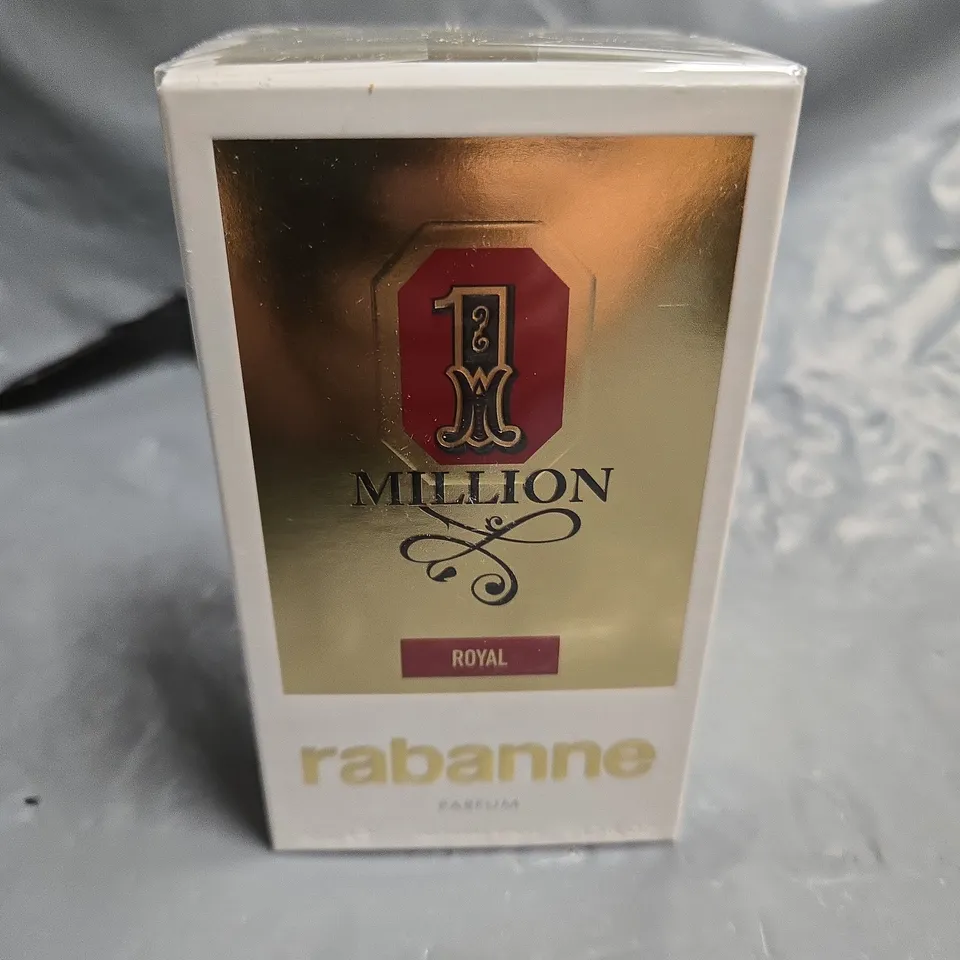 1
MILLION
ROYAL
rabanne
PARFUM